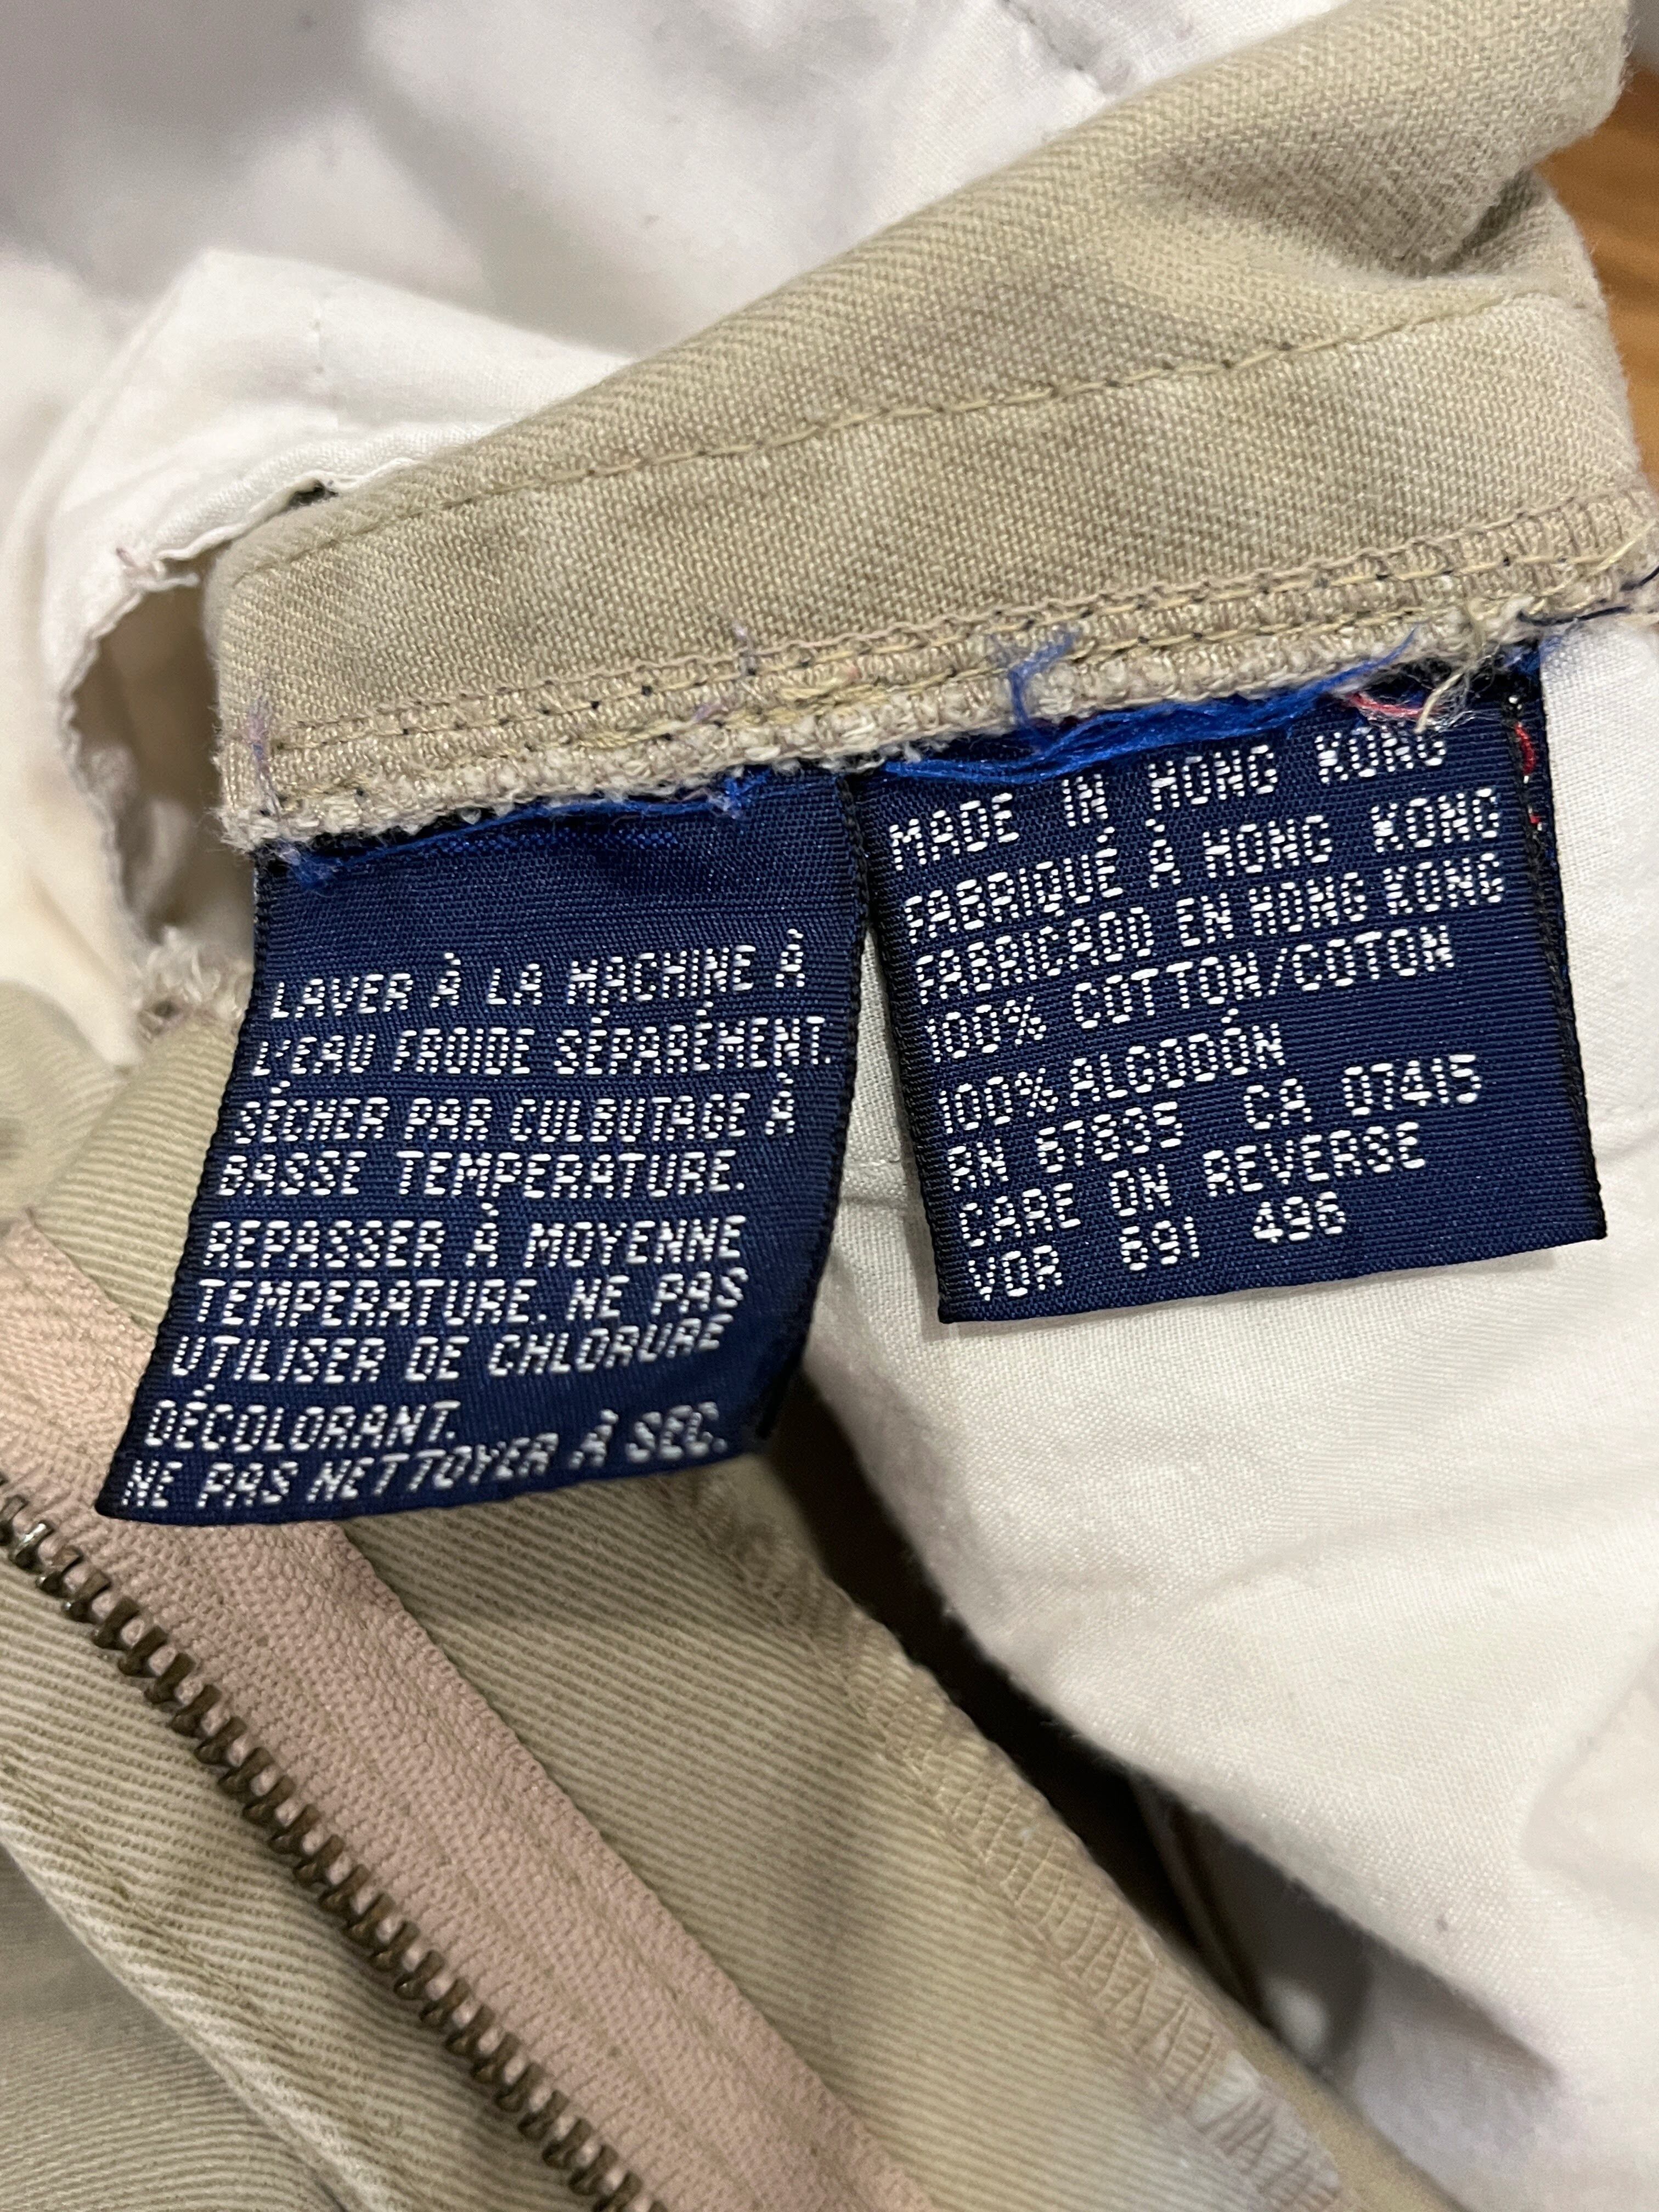 LAVER À LA MACHINE À
L'EAU FROIDE SÉPARÉMENT.
SÉCHER PAR CULBUTAGE À
BASSE TEMPERATURE.
REPASSER À MOYENNE
TEMPERATURE. NE PAS
UTILISER DE CHLORURE
DÉCOLORANT.
NE PAS NETTOYER À SEC.
MADE IN HONG KONG
FABRIQUÉ À HONG KONG
FABRICADO EN HONG KONG
100% COTTON/COTON
100% ALGODÓN
RN 87835 CA 07415
CARE ON REVERSE
VOR 691 496